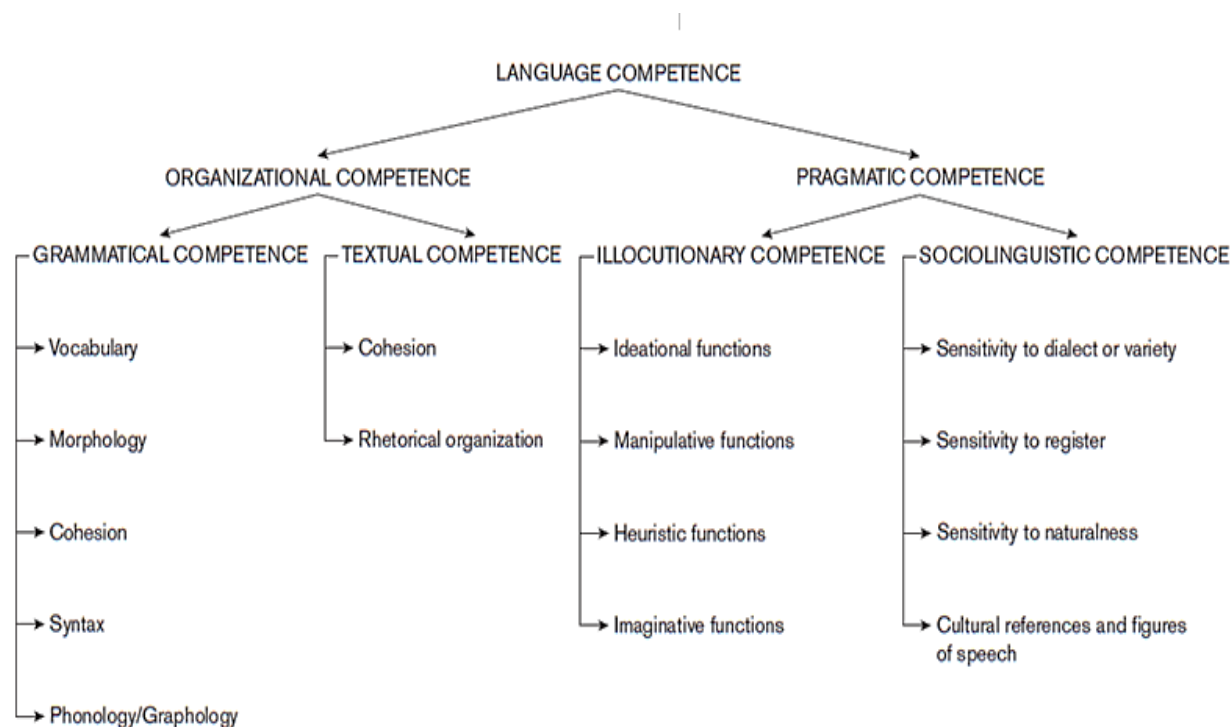 LANGUAGE COMPETENCE
ORGANIZATIONAL COMPETENCE
PRAGMATIC COMPETENCE
GRAMMATICAL COMPETENCE
TEXTUAL COMPETENCE
ILLOCUTIONARY COMPETENCE
SOCIOLINGUISTIC COMPETENCE
Vocabulary
Cohesion
Ideational functions
Sensitivity to dialect or variety
Morphology
Rhetorical organization
Manipulative functions
Sensitivity to register
Cohesion
Heuristic functions
Sensitivity to naturalness
Syntax
Imaginative functions
Cultural references and figures
of speech
Phonology/Graphology